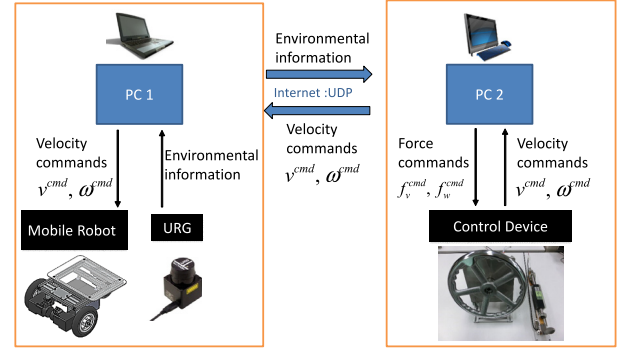 PC 1
Velocity
commands
v^cmd, ω^cmd
Environmental
information
Mobile Robot
URG
Environmental
information
Internet :UDP
Velocity
commands
v^cmd, ω^cmd
PC 2
Force
commands
f_v^cmd, f_w^cmd
Velocity
commands
v^cmd, ω^cmd
Control Device